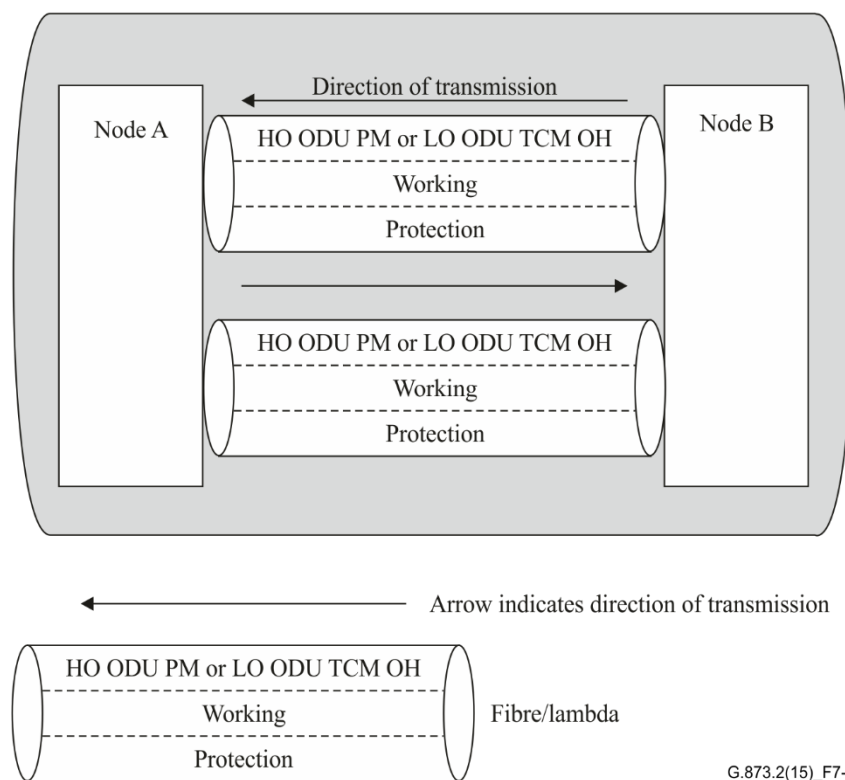 Direction of transmission
Node A
Node B
HO ODU PM or LO ODU TCM OH
Working
Protection
HO ODU PM or LO ODU TCM OH
Working
Protection
Arrow indicates direction of transmission
HO ODU PM or LO ODU TCM OH
Working
Protection
Fibre/lambda
G.873.2(15)_F7-